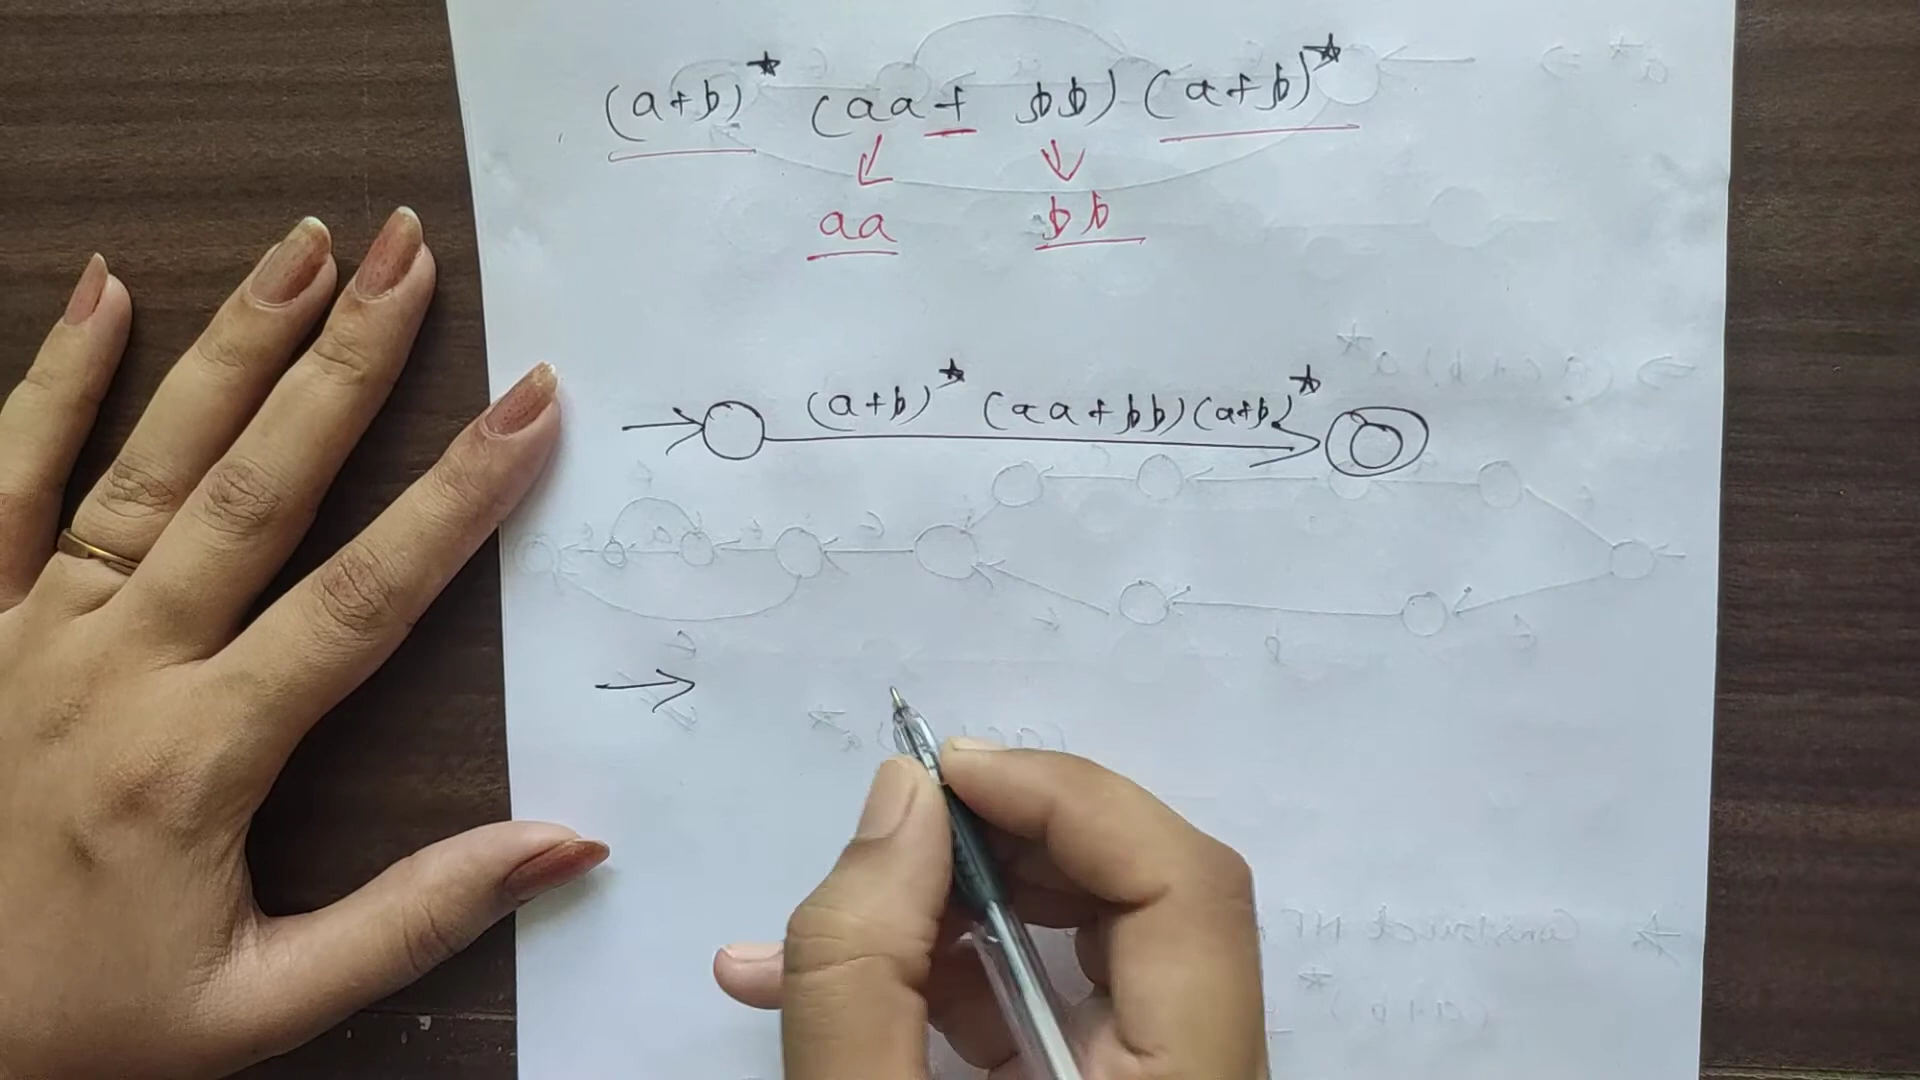 (a+b)* (aa + bb) (a+b)*
aa bb
(a+b)* (aa+bb)(a+b)*